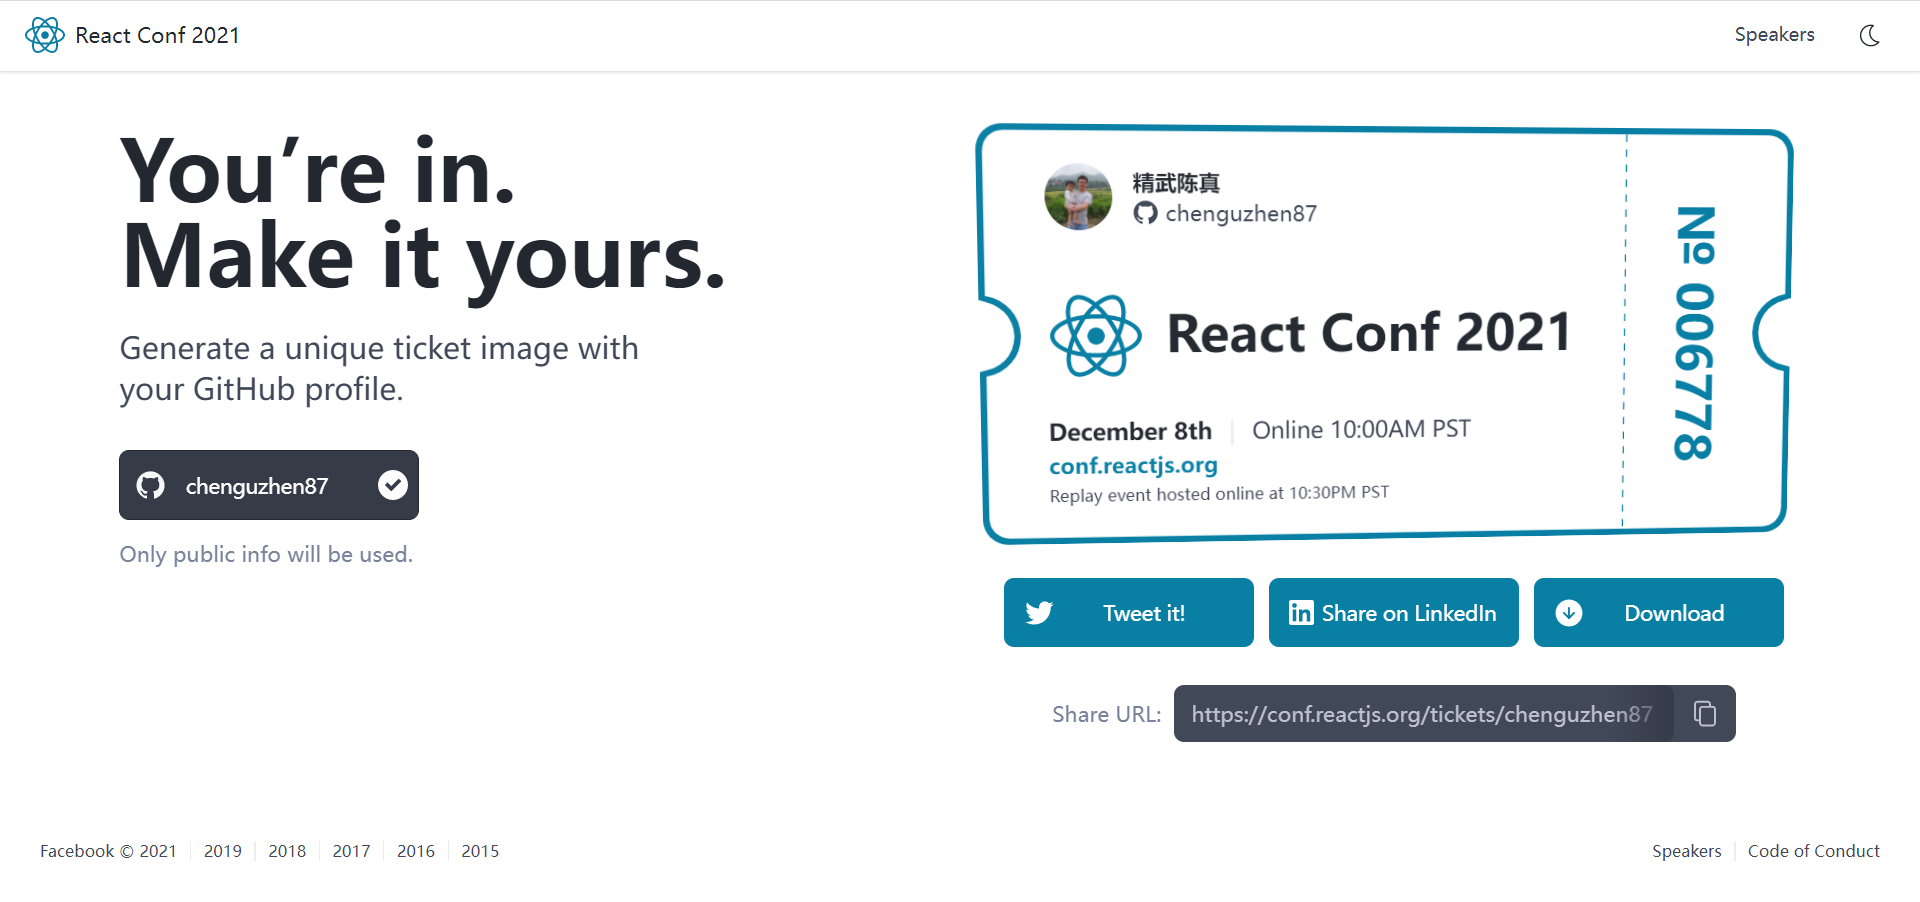 React Conf 2021
Speakers
You’re in.
Make it yours.
Generate a unique ticket image with
your GitHub profile.
chenguzhen87
Only public info will be used.
精武陈真
chenguzhen87
React Conf 2021
December 8th
Online 10:00AM PST
conf.reactjs.org
Replay event hosted online at 10:30PM PST
№ 006778
Tweet it!
Share on LinkedIn
Download
Share URL:
https://conf.reactjs.org/tickets/chenguzhen87
Facebook © 2021
2019
2018
2017
2016
2015
Speakers
Code of Conduct